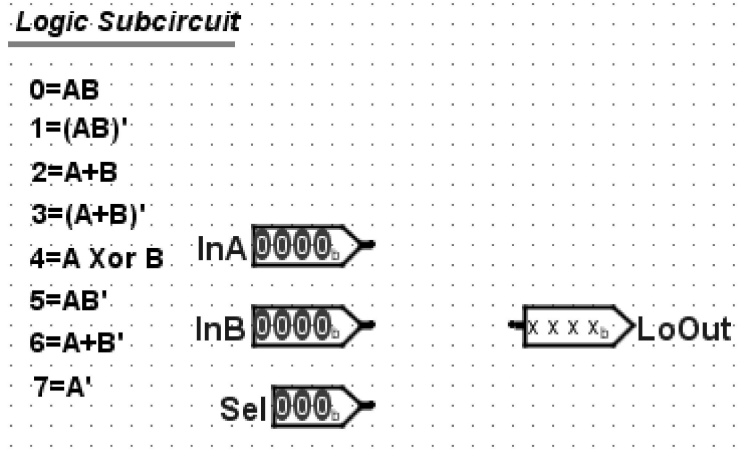 Logic Subcircuit
0=AB
1=(AB)'
2=A+B
3=(A+B)'
4=A Xor B
5=AB'
6=A+B'
7=A'
InA 0000b
InB 0000b
Sel 000b
x x x xb LoOut